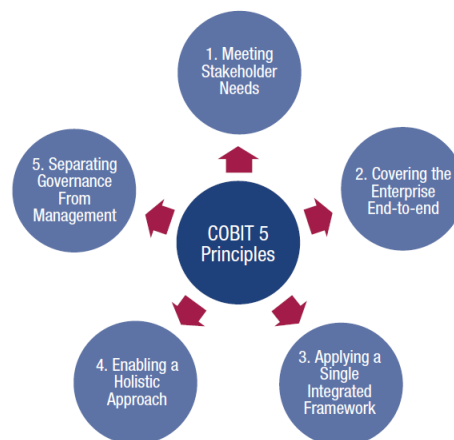 1. Meeting
Stakeholder
Needs
2. Covering the
Enterprise
End-to-end
3. Applying a
Single
Integrated
Framework
4. Enabling a
Holistic
Approach
5. Separating
Governance
From
Management
COBIT 5
Principles